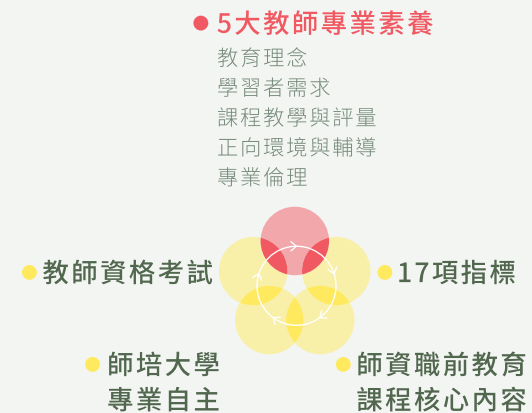 5大教師專業素養
教育理念
學習者需求
課程教學與評量
正向環境與輔導
專業倫理
教師資格考試
17項指標
師培大學
專業自主
師資職前教育
課程核心內容